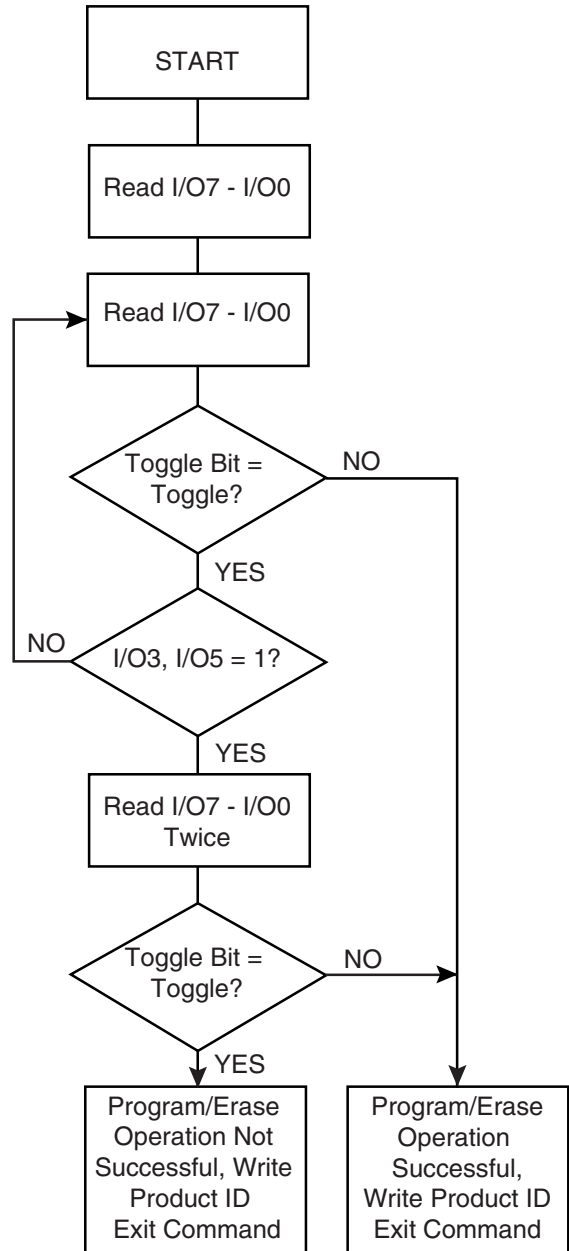 START
Read I/O7 - I/O0
Read I/O7 - I/O0
Toggle Bit =
Toggle?
NO
YES
NO
I/O3, I/O5 = 1?
YES
Read I/O7 - I/O0
Twice
Toggle Bit =
Toggle?
NO
YES
Program/Erase
Operation Not
Successful, Write
Product ID
Exit Command
Program/Erase
Operation
Successful,
Write Product ID
Exit Command